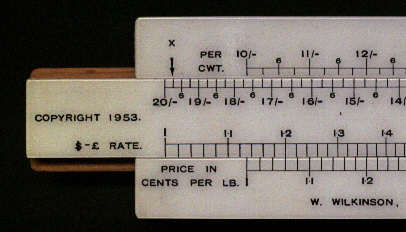 X
PER 10/- 11/- 12/-
CWT. 6 6 6
6 6 6 6 6 6
20/- 19/- 18/- 17/- 16/- 15/- 14/
COPYRIGHT 1953.
1 1·1 1·2 1·3 1·4
$-£ RATE.
PRICE IN
CENTS PER LB. 1 1·1 1·2
W. WILKINSON,